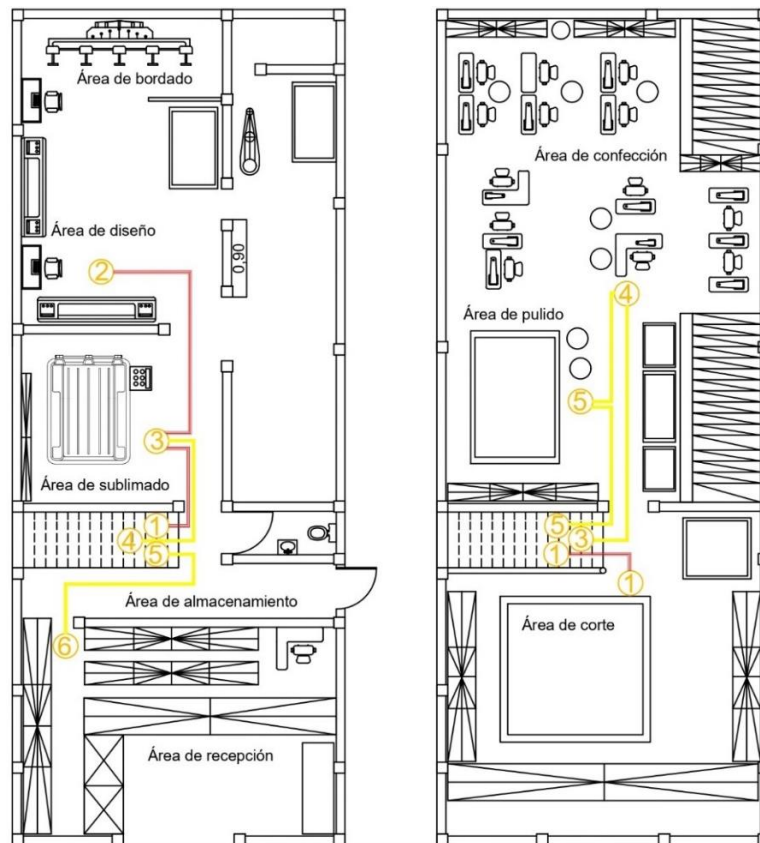 Área de bordado
Área de diseño
0,90
2
3
Área de sublimado
1
4
5
Área de almacenamiento
6
Área de recepción
Área de confección
4
Área de pulido
5
5
3
1
1
Área de corte